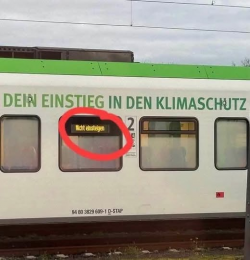 DEIN EINSTIEG IN DEN KLIMASCHUTZ
Nicht einsteigen
2